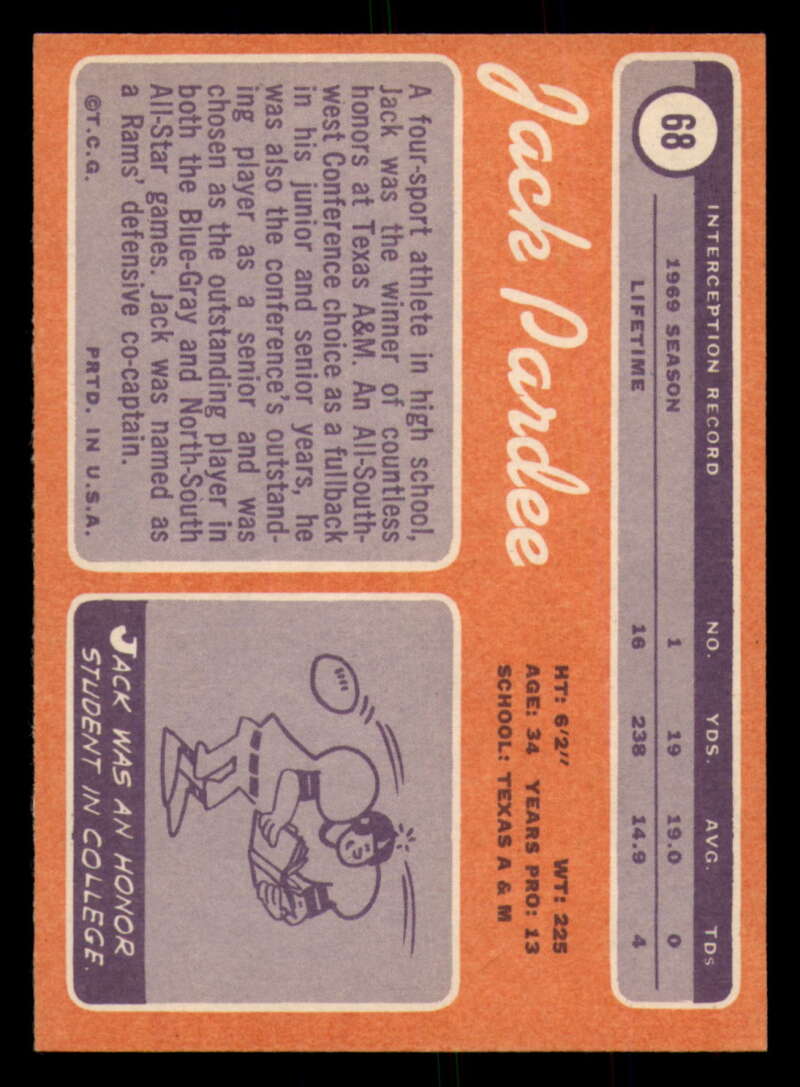 68
INTERCEPTION RECORD NO. YDS. AVG. TDs
1969 SEASON 1 19 19.0 0
LIFETIME 16 238 14.9 4
Jack Pardee
HT: 6'2" WT: 225
AGE: 34 YEARS PRO: 13
SCHOOL: TEXAS A & M
A four-sport athlete in high school,
Jack was the winner of countless
honors at Texas A&M. An All-South-
west Conference choice as a fullback
in his junior and senior years, he
was also the conference's outstand-
ing player as a senior and was
chosen as the outstanding player in
both the Blue-Gray and North-South
All-Star games. Jack was named as
a Rams' defensive co-captain.
©T.C.G. PRTD. IN U.S.A.
JACK WAS AN HONOR
STUDENT IN COLLEGE.